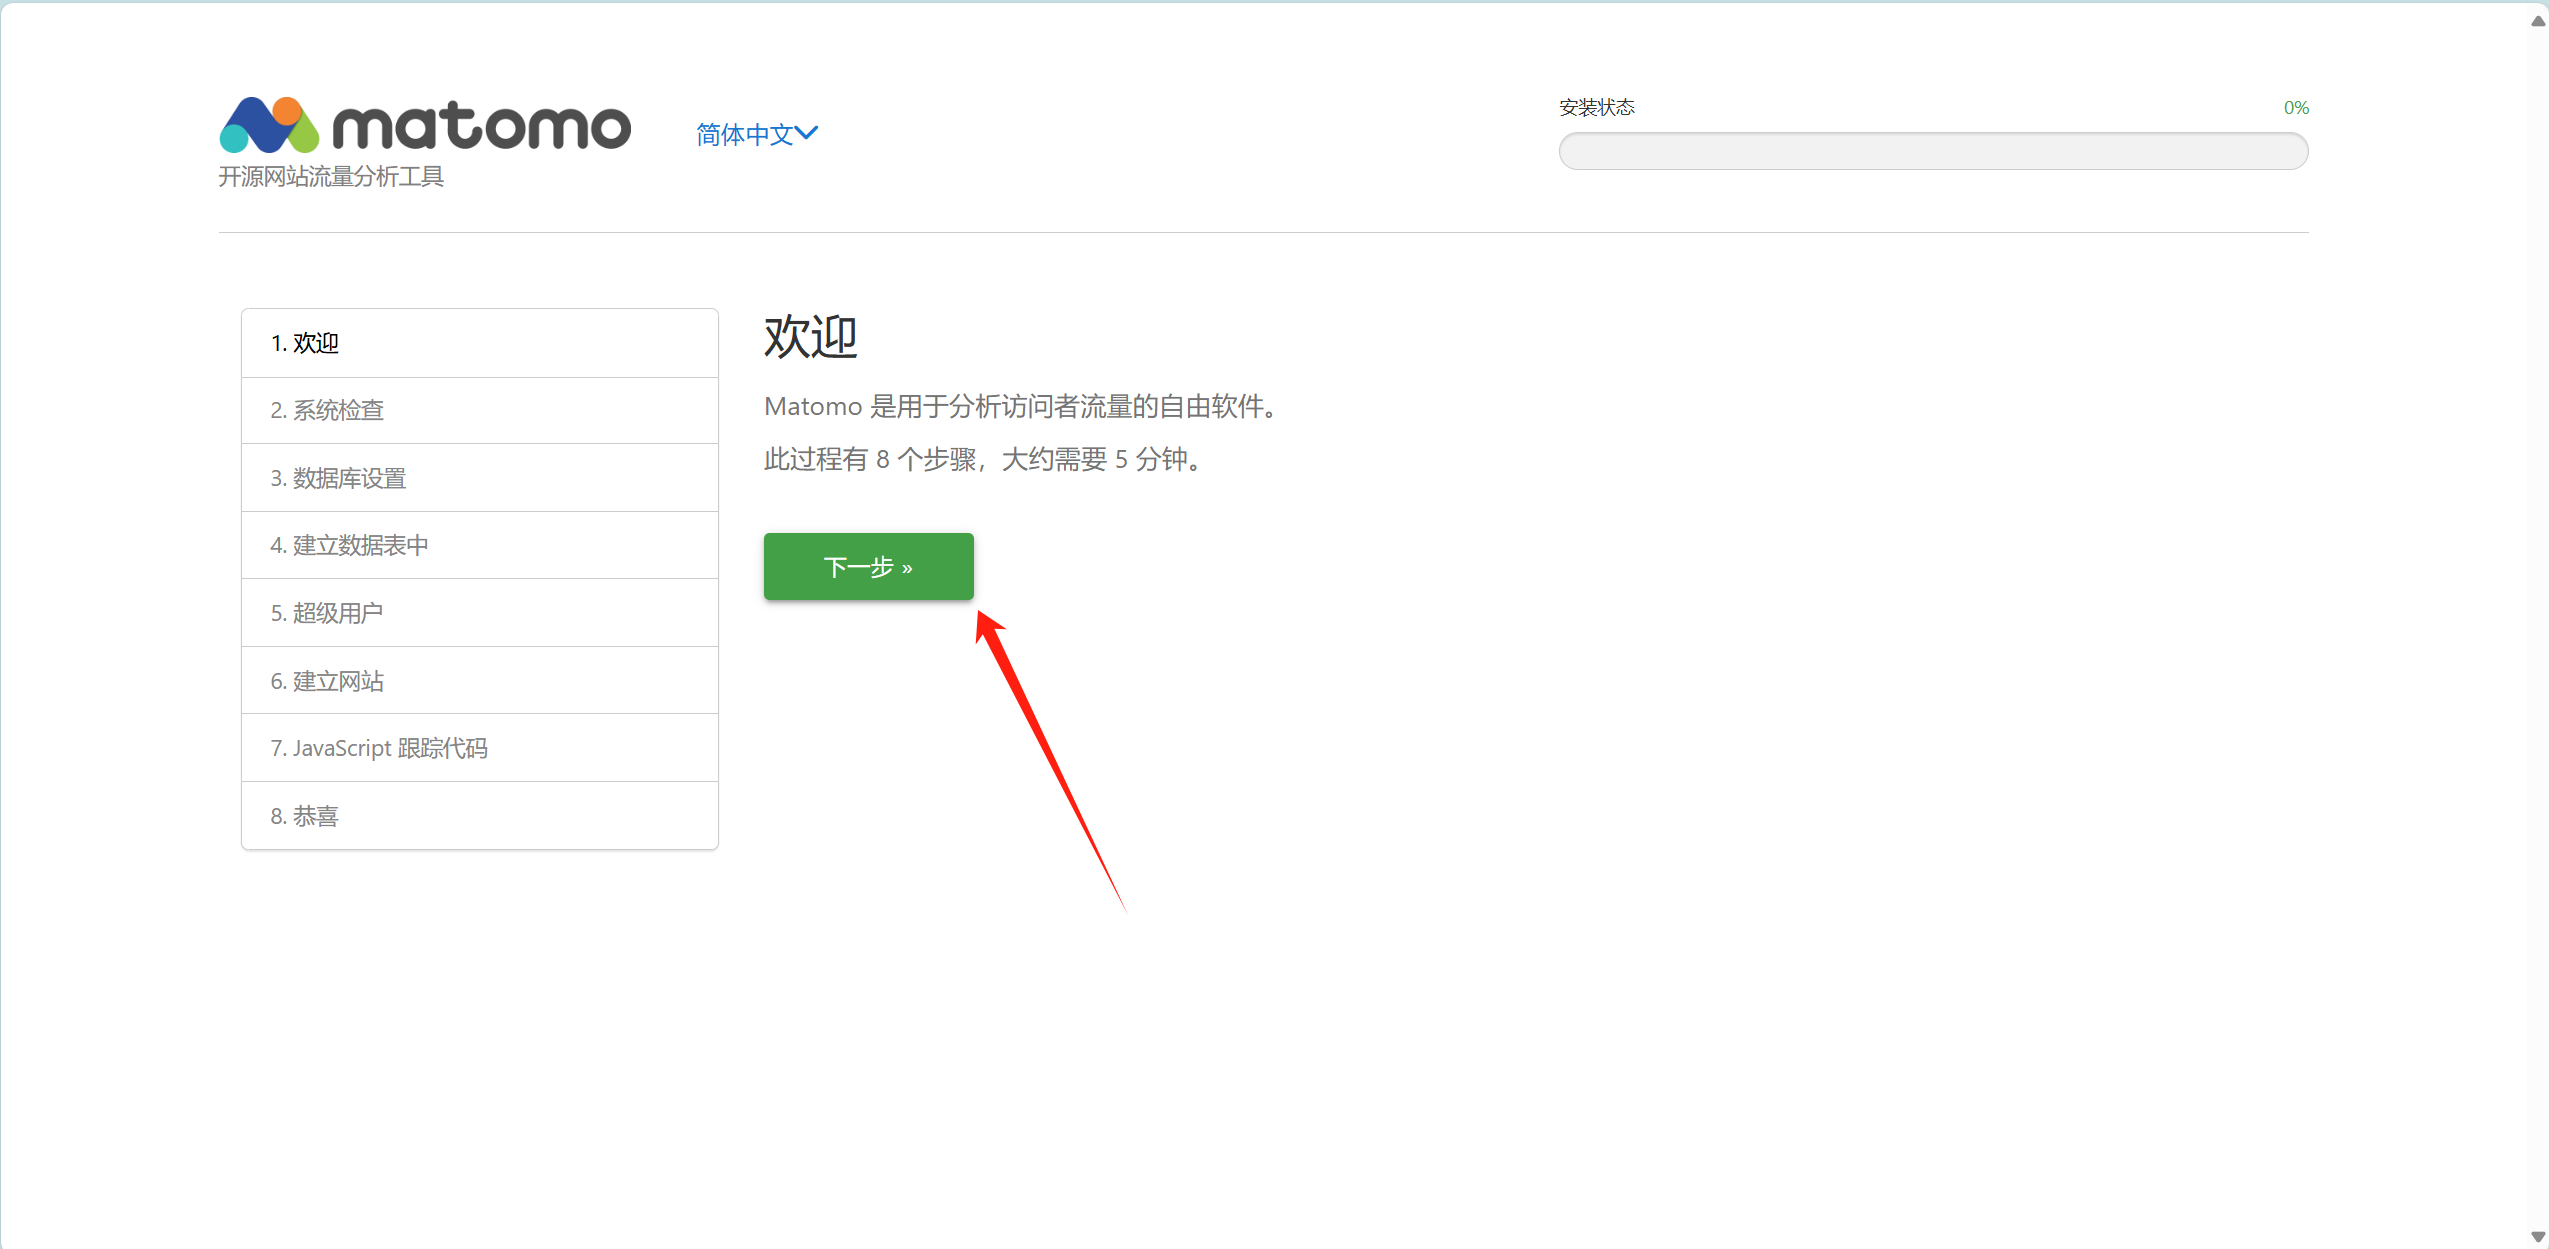 matomo
简体中文
开源网站流量分析工具
安装状态
0%
1. 欢迎
2. 系统检查
3. 数据库设置
4. 建立数据表中
5. 超级用户
6. 建立网站
7. JavaScript 跟踪代码
8. 恭喜
欢迎
Matomo 是用于分析访问者流量的自由软件。
此过程有 8 个步骤，大约需要 5 分钟。
下一步 »